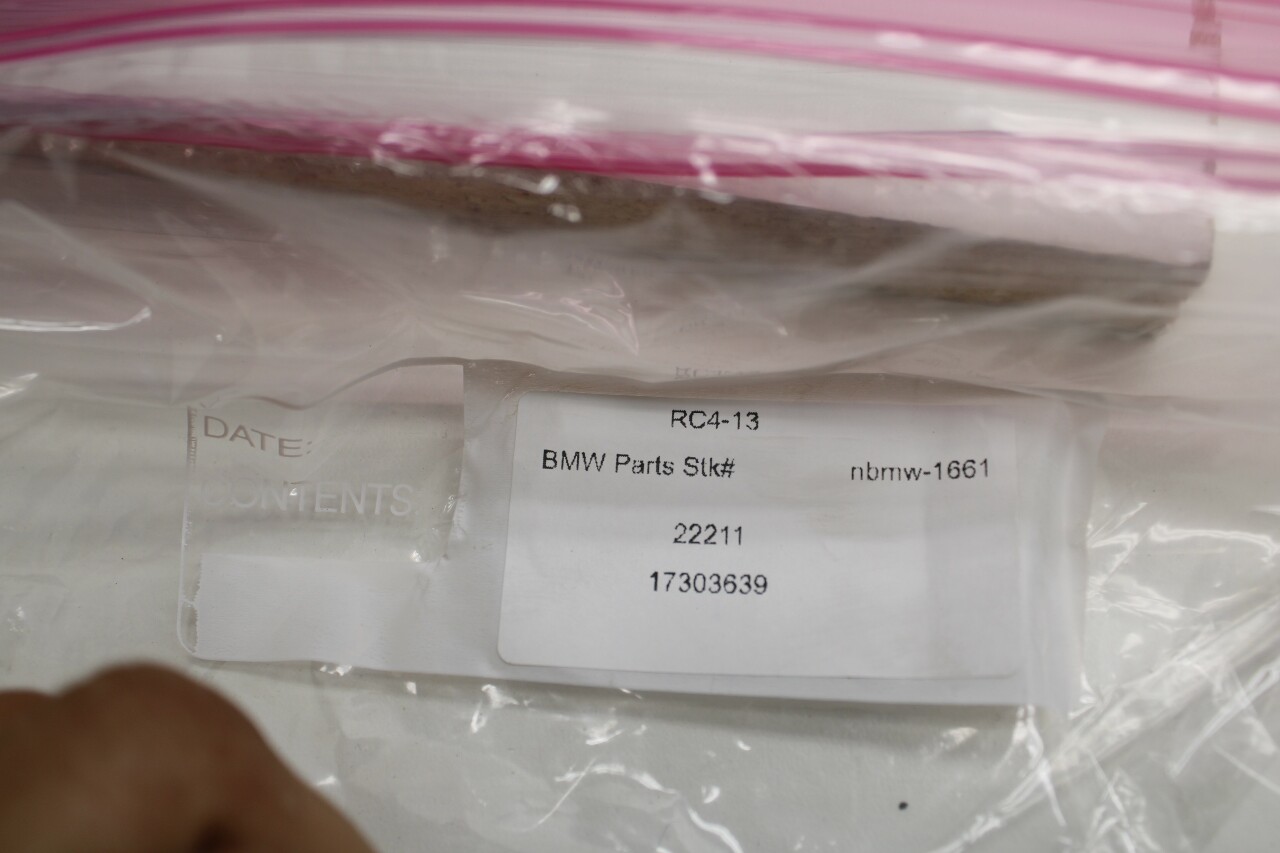 RC4-13
BMW Parts Stk# nbmw-1661
22211
17303639
DATE:
CONTENTS